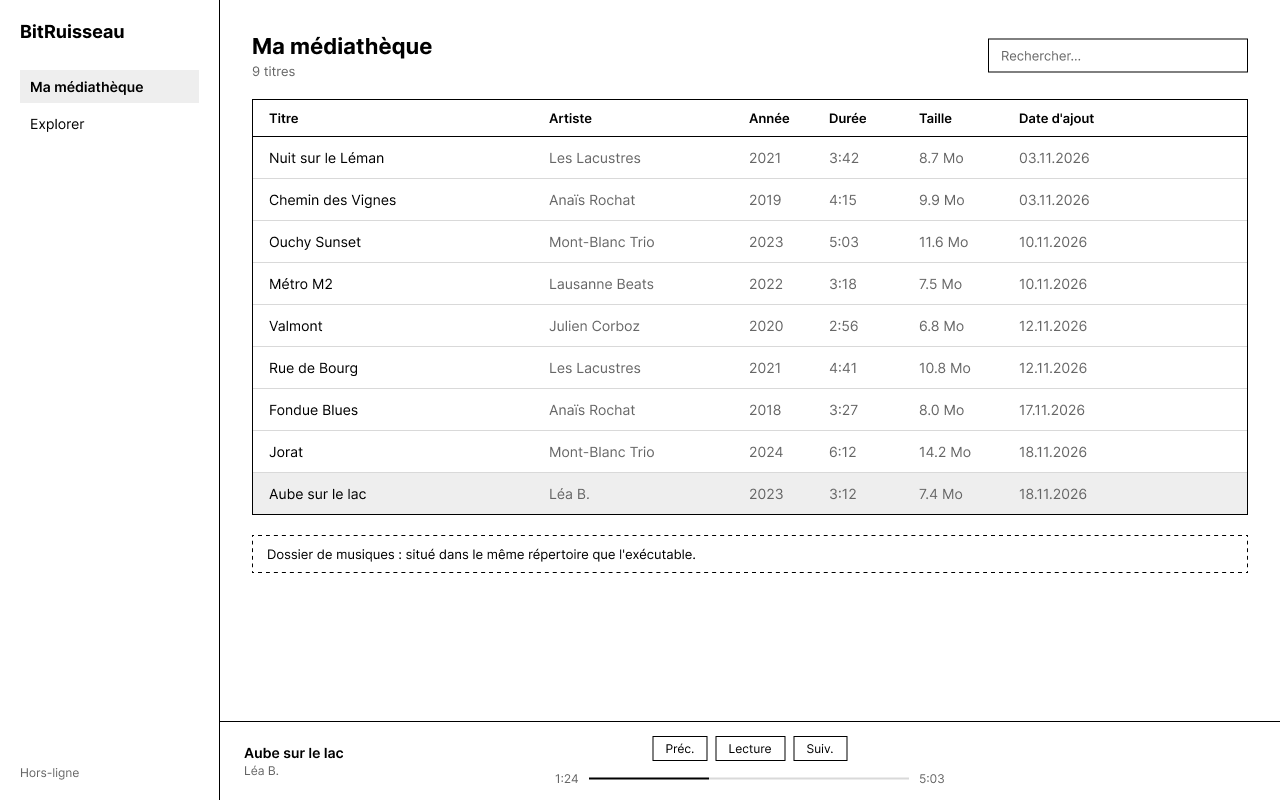 BitRuisseau
Ma médiathèque
Explorer
Hors-ligne
Ma médiathèque
9 titres
Rechercher...
Titre Artiste Année Durée Taille Date d'ajout
Nuit sur le Léman Les Lacustres 2021 3:42 8.7 Mo 03.11.2026
Chemin des Vignes Anaïs Rochat 2019 4:15 9.9 Mo 03.11.2026
Ouchy Sunset Mont-Blanc Trio 2023 5:03 11.6 Mo 10.11.2026
Métro M2 Lausanne Beats 2022 3:18 7.5 Mo 10.11.2026
Valmont Julien Corboz 2020 2:56 6.8 Mo 12.11.2026
Rue de Bourg Les Lacustres 2021 4:41 10.8 Mo 12.11.2026
Fondue Blues Anaïs Rochat 2018 3:27 8.0 Mo 17.11.2026
Jorat Mont-Blanc Trio 2024 6:12 14.2 Mo 18.11.2026
Aube sur le lac Léa B. 2023 3:12 7.4 Mo 18.11.2026
Dossier de musiques : situé dans le même répertoire que l'exécutable.
Aube sur le lac
Léa B.
Préc. Lecture Suiv.
1:24 5:03